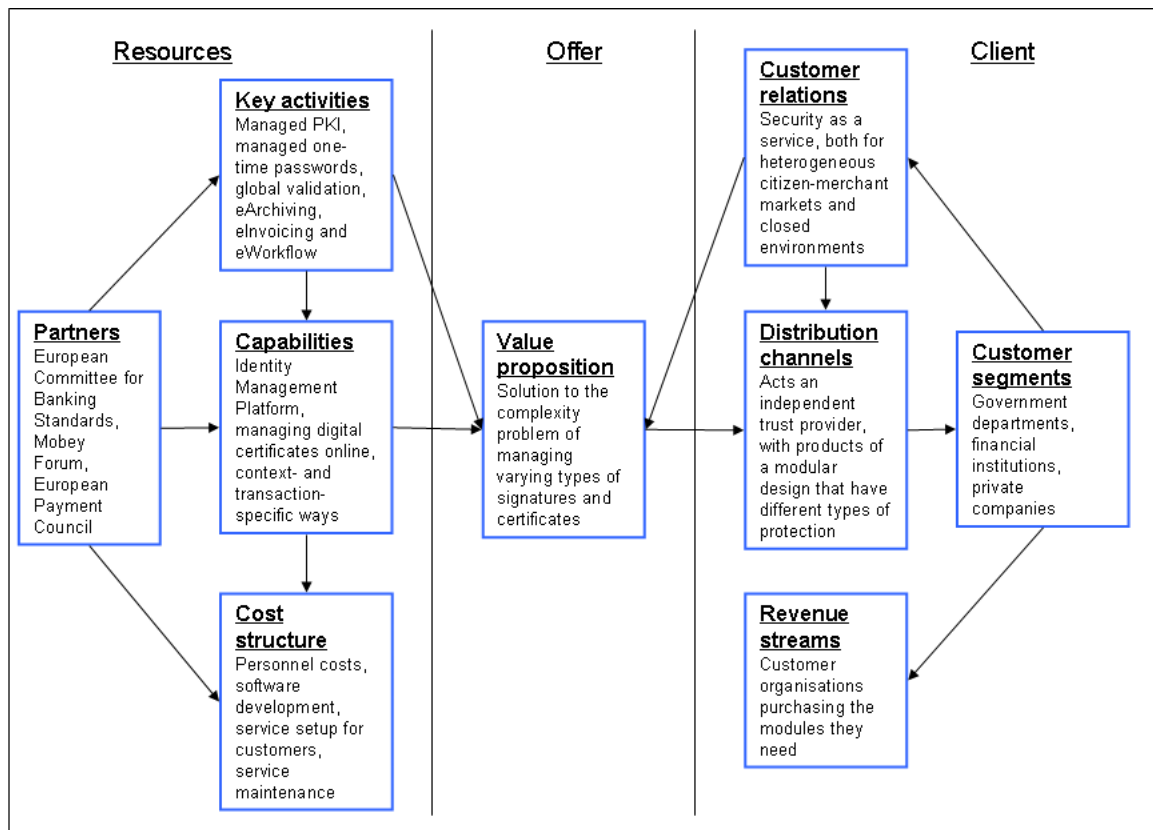 Resources
Offer
Client
Key activities
Managed PKI,
managed one-
time passwords,
global validation,
eArchiving,
eInvoicing and
eWorkflow
Customer
relations
Security as a
service, both for
heterogeneous
citizen-merchant
markets and
closed
environments
Partners
European
Committee for
Banking
Standards,
Mobey
Forum,
European
Payment
Council
Capabilities
Identity
Management
Platform,
managing digital
certificates online,
context- and
transaction-
specific ways
Value
proposition
Solution to the
complexity
problem of
managing
varying types of
signatures and
certificates
Distribution
channels
Acts an
independent
trust provider,
with products of
a modular
design that have
different types of
protection
Customer
segments
Government
departments,
financial
institutions,
private
companies
Cost
structure
Personnel costs,
software
development,
service setup for
customers,
service
maintenance
Revenue
streams
Customer
organisations
purchasing the
modules they
need